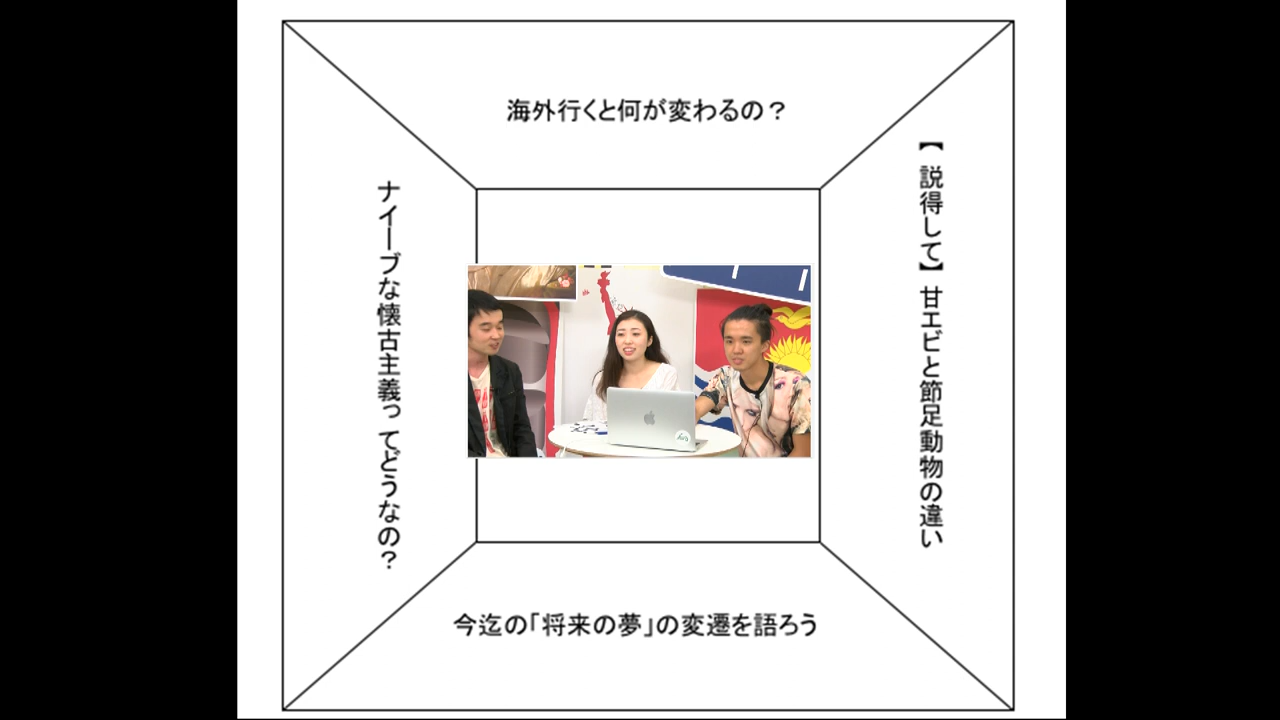 海外行くと何が変わるの？
【説得して】甘エビと節足動物の違い
ナイーブな懐古主義ってどうなの？
今迄の「将来の夢」の変遷を語ろう